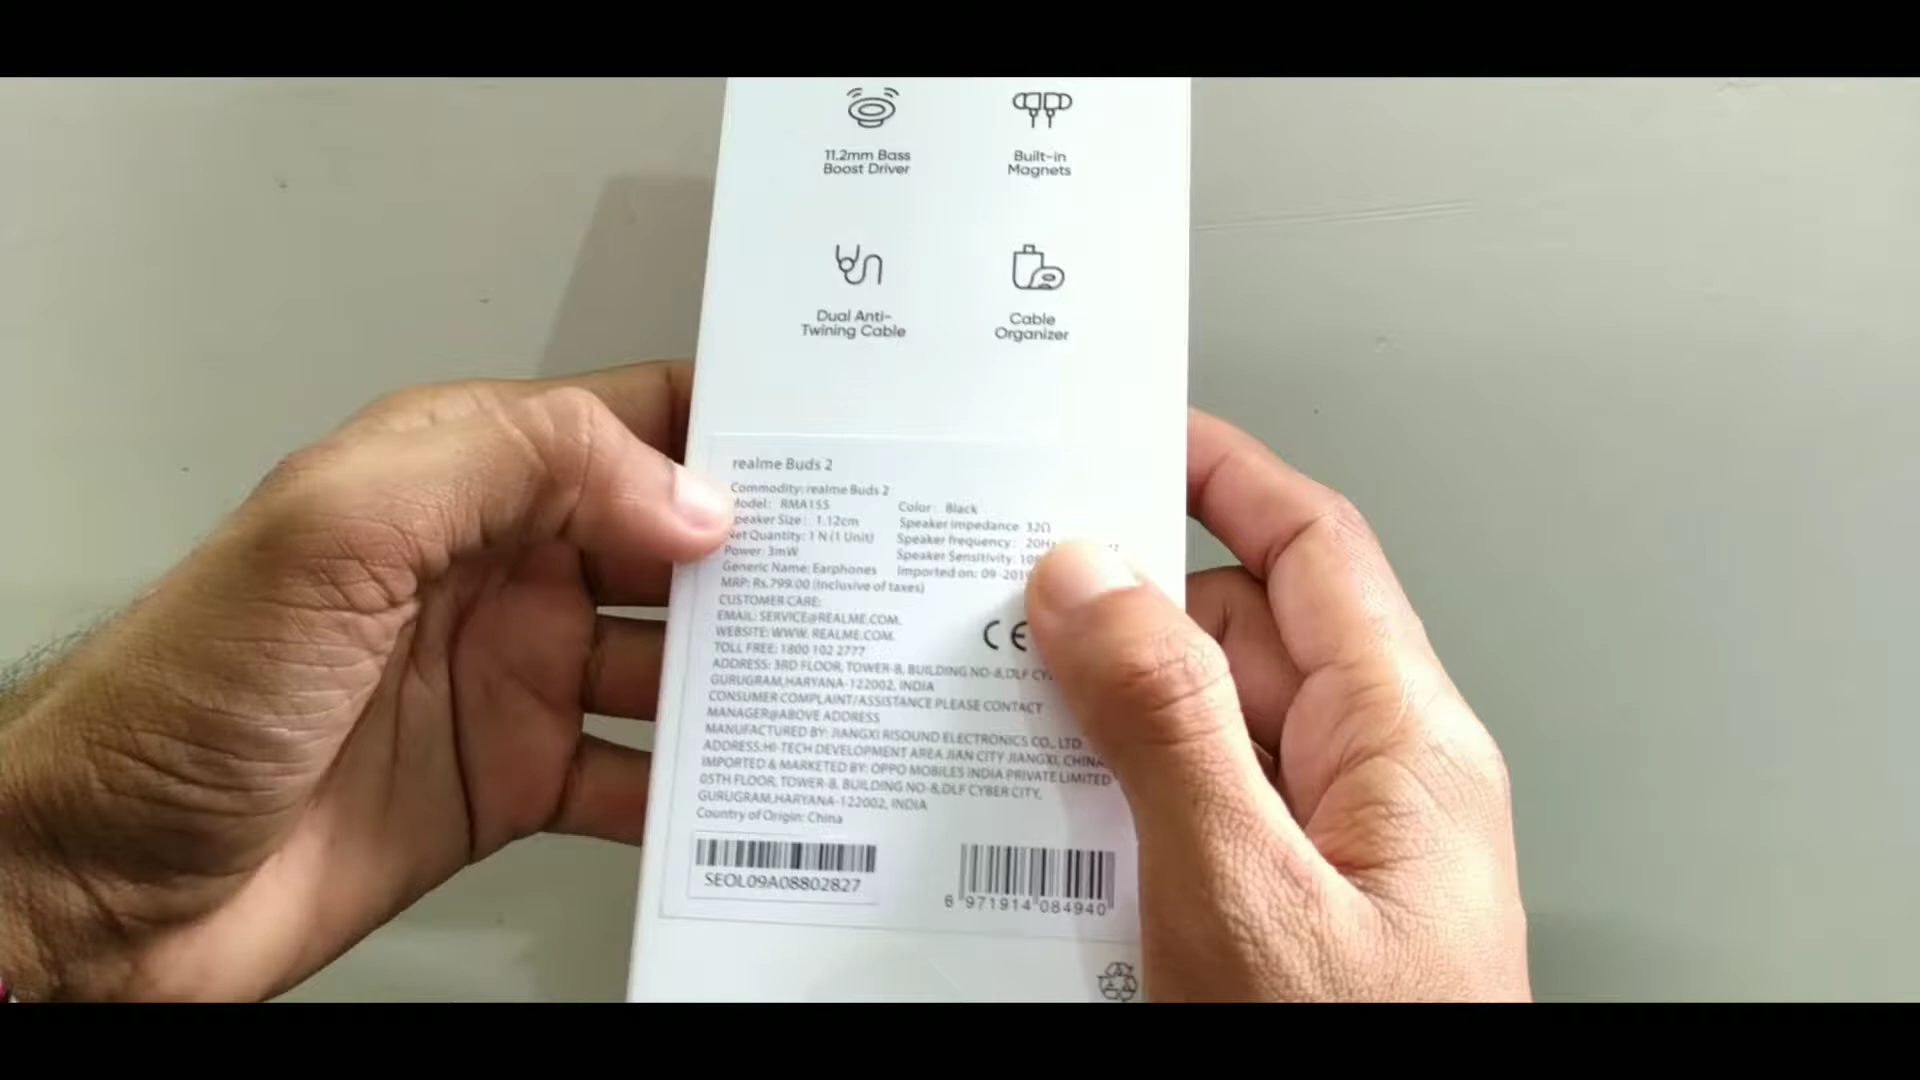 11.2mm Bass
Boost Driver
Built-in
Magnets
Dual Anti-
Twining Cable
Cable
Organizer
realme Buds 2
Commodity: realme Buds 2
Model: RMA155
Color: Black
Speaker Size: 1.12cm
Speaker impedance 32Ω
Net Quantity: 1 N (1 Unit)
Speaker frequency: 20Hz
Power: 3mW
Speaker Sensitivity:
Generic Name: Earphones
Imported on: 09-2019
MRP: Rs.799.00 (Inclusive of taxes)
CUSTOMER CARE:
EMAIL: SERVICE@REALME.COM.
WEBSITE: WWW. REALME.COM.
CE
TOLL FREE: 1800 102 2777
ADDRESS: 3RD FLOOR, TOWER-B, BUILDING NO-8,DLF
GURUGRAM,HARYANA-122002, INDIA
CONSUMER COMPLAINT/ASSISTANCE PLEASE CONTACT
MANAGER@ABOVE ADDRESS
MANUFACTURED BY: JIANGXI RISOUND ELECTRONICS CO., LTD
ADDRESS:HI-TECH DEVELOPMENT AREA JIAN CITY JIANGXI, CHINA
IMPORTED & MARKETED BY: OPPO MOBILES INDIA PRIVATE LIMITED
05TH FLOOR, TOWER-B, BUILDING NO-8,DLF CYBER CITY,
GURUGRAM,HARYANA-122002, INDIA
Country of Origin: China
SEOL09A08802827
6 971914 084940